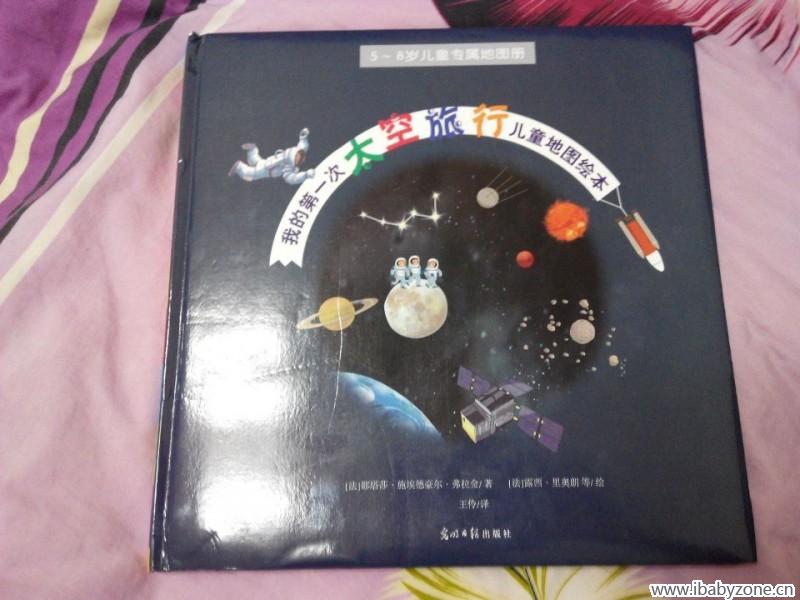 5～8岁儿童专属地图册
我的第一次太空旅行儿童地图绘本
[法]娜塔莎·施埃德豪尔·弗拉金/著 [法]露西·里奥朗 等/绘
王伶/译
光明日报出版社
www.ibabyzone.cn